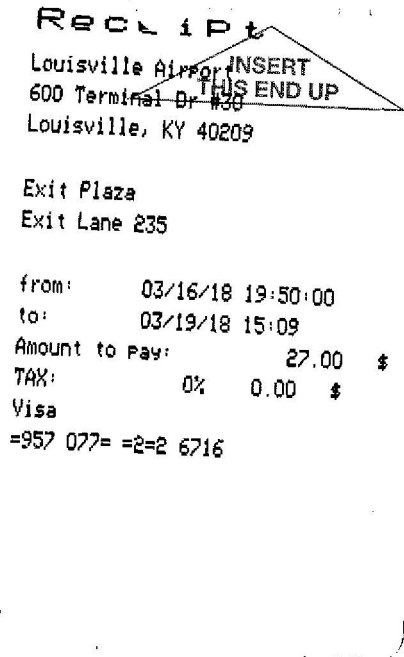 Receipt
Louisville Airport
INSERT
THIS END UP
600 Terminal Dr #30
Louisville, KY 40209
Exit Plaza
Exit Lane 235
from: 03/16/18 19:50:00
to: 03/19/18 15:09
Amount to pay: 27.00 $
TAX: 0% 0.00 $
Visa
=957 077= =2=2 6716